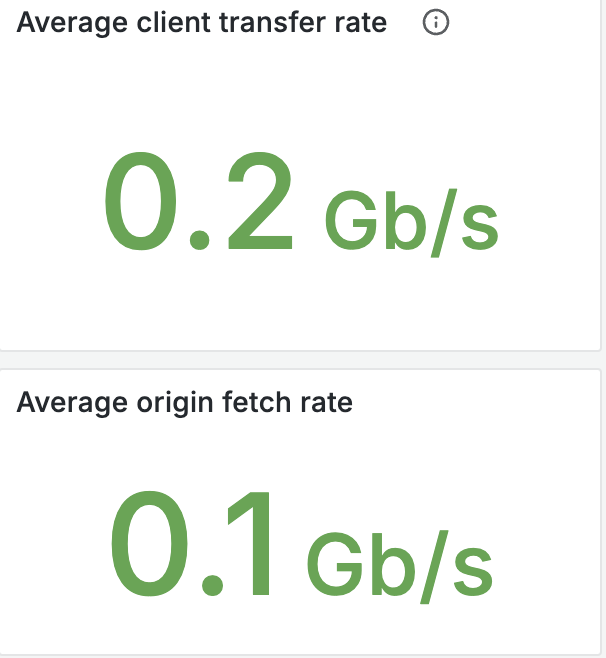 Average client transfer rate
0.2 Gb/s
Average origin fetch rate
0.1 Gb/s